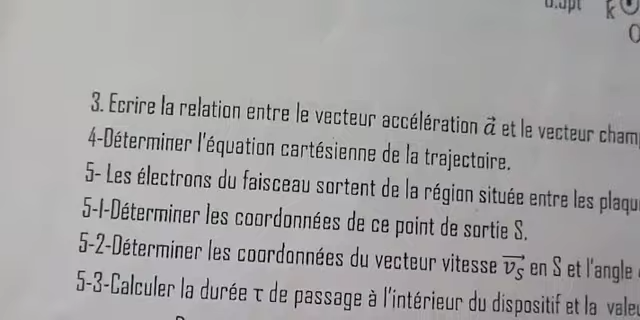 0.5pt k
3. Ecrire la relation entre le vecteur accélération a⃗ et le vecteur cham
4-Déterminer l'équation cartésienne de la trajectoire.
5- Les électrons du faisceau sortent de la région située entre les plaqu
5-1-Déterminer les coordonnées de ce point de sortie S.
5-2-Déterminer les coordonnées du vecteur vitesse v⃗S en S et l'angle
5-3-Calculer la durée τ de passage à l'intérieur du dispositif et la vale